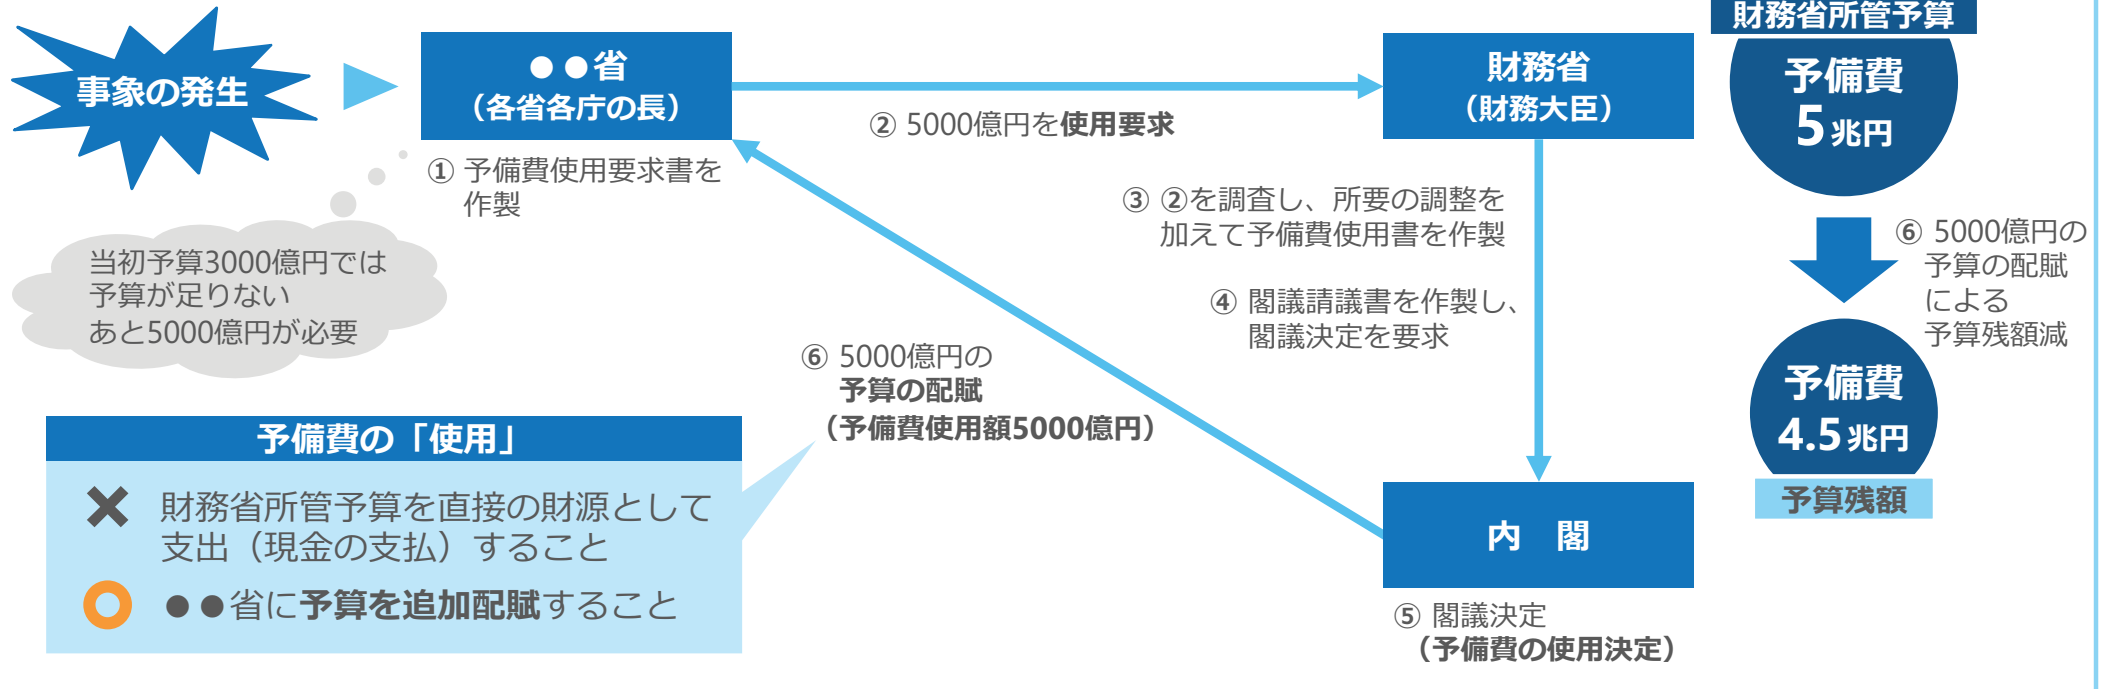 事象の発生
●●省
（各省各庁の長）
① 予備費使用要求書を
作製
当初予算3000億円では
予算が足りない
あと5000億円が必要
② 5000億円を使用要求
財務省
（財務大臣）
③ ②を調査し、所要の調整を
加えて予備費使用書を作製
④ 閣議請議書を作製し、
閣議決定を要求
内　閣
⑤ 閣議決定
（予備費の使用決定）
⑥ 5000億円の
予算の配賦
（予備費使用額5000億円）
予備費の「使用」
✕ 財務省所管予算を直接の財源として
支出（現金の支払）すること
○ ●●省に予算を追加配賦すること
財務省所管予算
予備費
5兆円
⑥ 5000億円の
予算の配賦
による
予算残額減
予備費
4.5兆円
予算残額